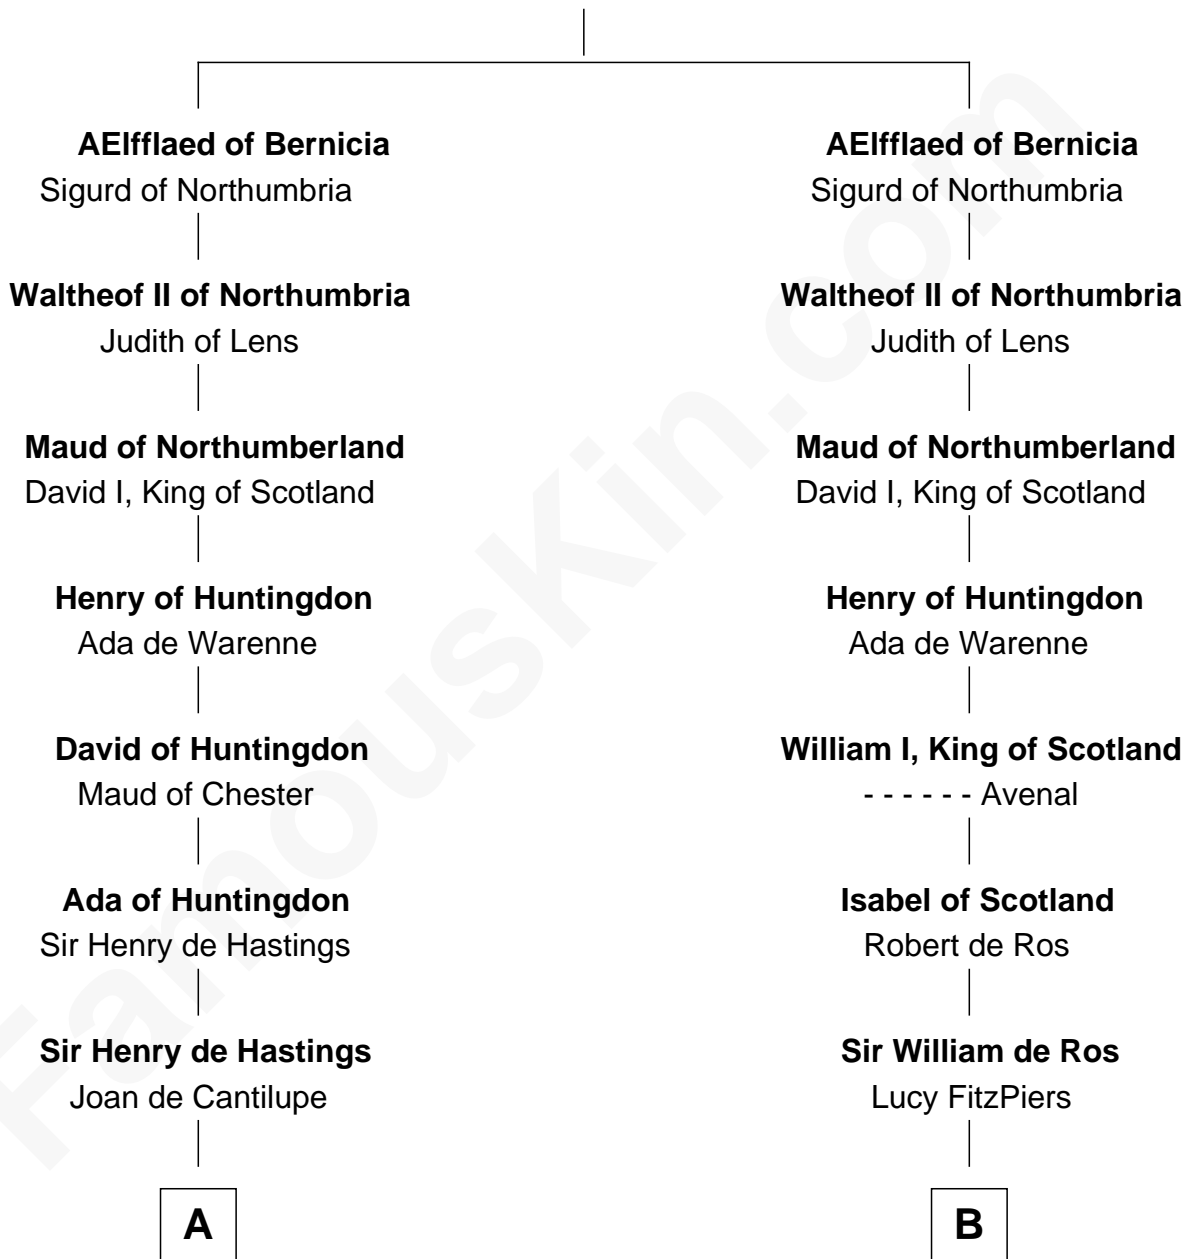 AElfflaed of Bernicia
Sigurd of Northumbria
Waltheof II of Northumbria
Judith of Lens
Maud of Northumberland
David I, King of Scotland
Henry of Huntingdon
Ada de Warenne
David of Huntingdon
Maud of Chester
Ada of Huntingdon
Sir Henry de Hastings
Sir Henry de Hastings
Joan de Cantilupe
A
AElfflaed of Bernicia
Sigurd of Northumbria
Waltheof II of Northumbria
Judith of Lens
Maud of Northumberland
David I, King of Scotland
Henry of Huntingdon
Ada de Warenne
William I, King of Scotland
- - - - - - Avenal
Isabel of Scotland
Robert de Ros
Sir William de Ros
Lucy FitzPiers
B
FamousKin.com